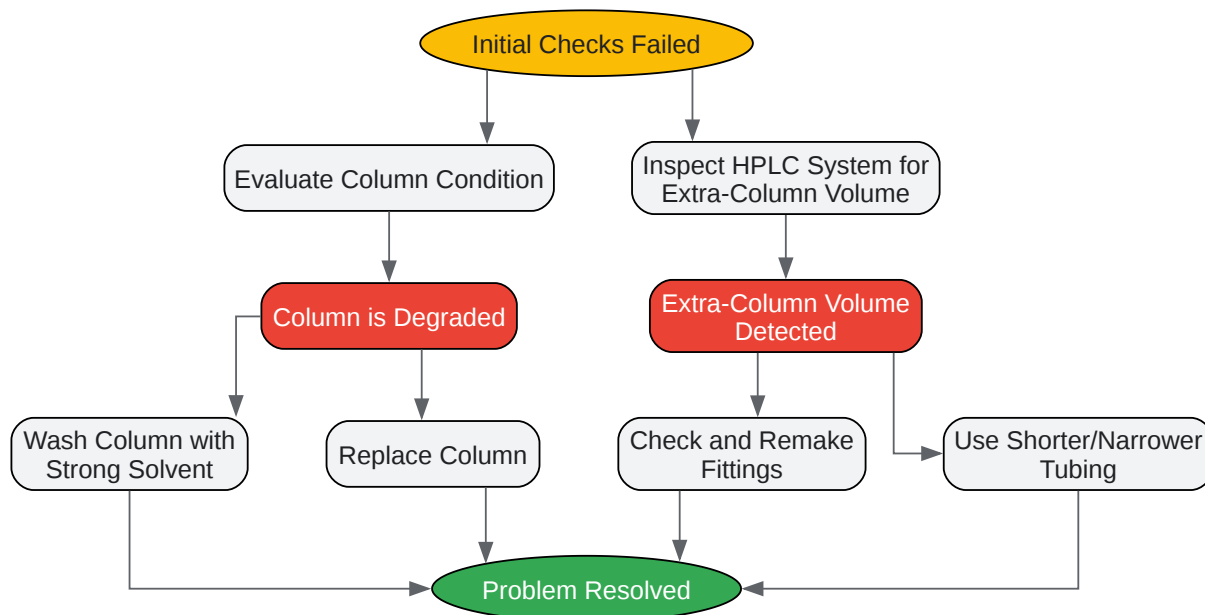 Initial Checks Failed
Evaluate Column Condition
Inspect HPLC System for
Extra-Column Volume
Column is Degraded
Extra-Column Volume
Detected
Wash Column with
Strong Solvent
Replace Column
Check and Remake
Fittings
Use Shorter/Narrower
Tubing
Problem Resolved